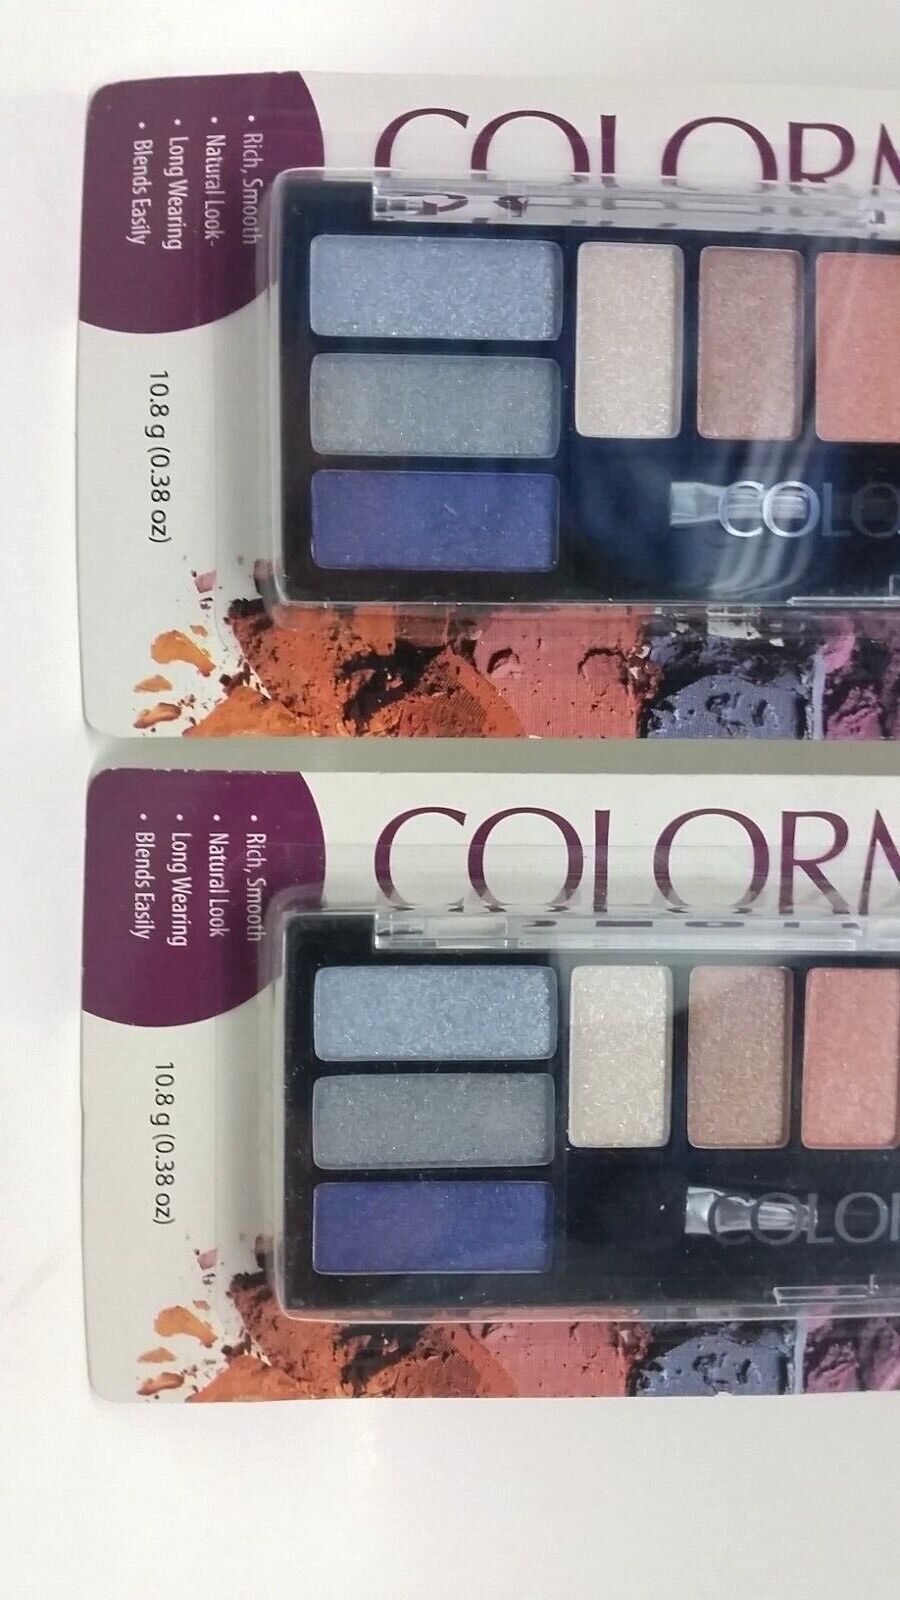 COLORM
• Rich, Smooth
• Natural Look-
• Long Wearing
• Blends Easily
10.8 g (0.38 oz)
COLO
COLORM
• Rich, Smooth
• Natural Look
• Long Wearing
• Blends Easily
10.8 g (0.38 oz)
COLOR